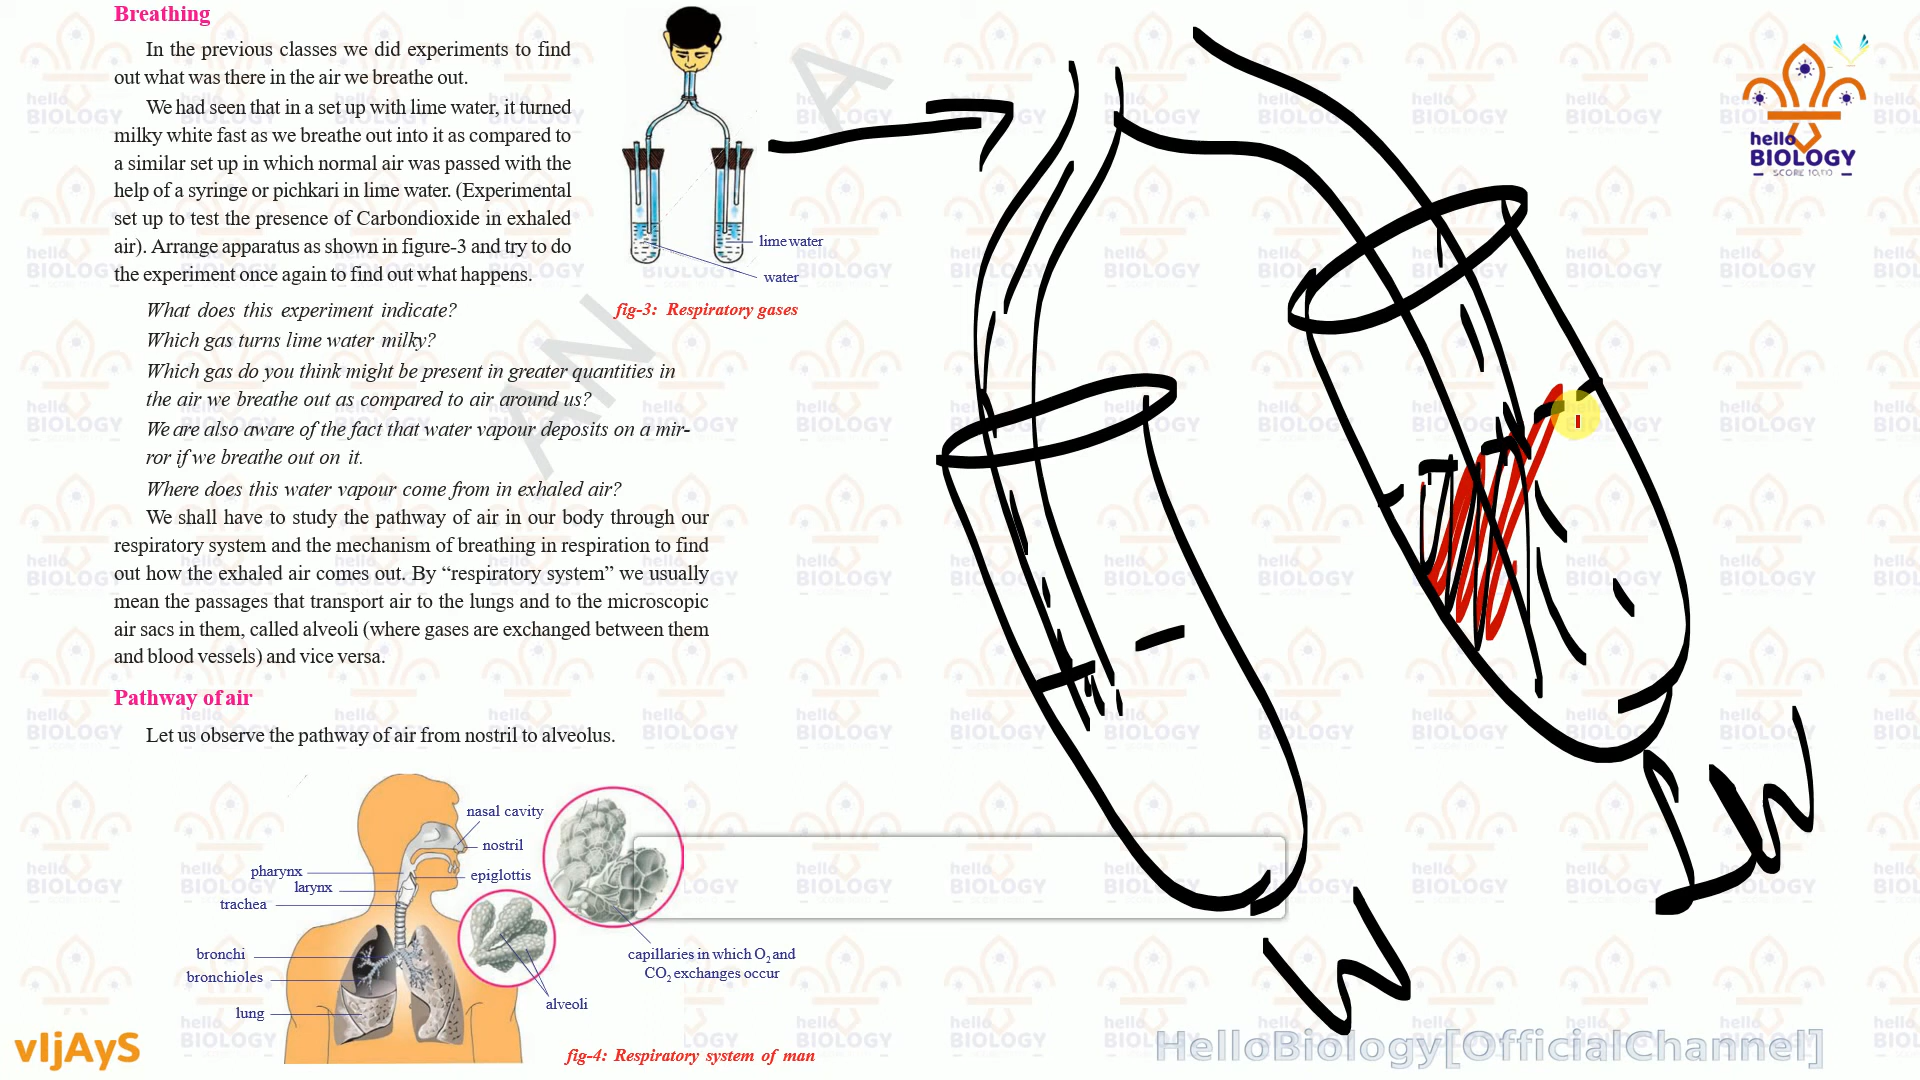 Breathing
In the previous classes we did experiments to find
out what was there in the air we breathe out.
We had seen that in a set up with lime water, it turned
milky white fast as we breathe out into it as compared to
a similar set up in which normal air was passed with the
help of a syringe or pichkari in lime water. (Experimental
set up to test the presence of Carbondioxide in exhaled
air). Arrange apparatus as shown in figure-3 and try to do
the experiment once again to find out what happens.
lime water
water
fig-3: Respiratory gases
What does this experiment indicate?
Which gas turns lime water milky?
Which gas do you think might be present in greater quantities in
the air we breathe out as compared to air around us?
We are also aware of the fact that water vapour deposits on a mir-
ror if we breathe out on it.
Where does this water vapour come from in exhaled air?
We shall have to study the pathway of air in our body through our
respiratory system and the mechanism of breathing in respiration to find
out how the exhaled air comes out. By “respiratory system” we usually
mean the passages that transport air to the lungs and to the microscopic
air sacs in them, called alveoli (where gases are exchanged between them
and blood vessels) and vice versa.
Pathway of air
Let us observe the pathway of air from nostril to alveolus.
nasal cavity
nostril
epiglottis
pharynx
larynx
trachea
bronchi
bronchioles
lung
alveoli
capillaries in which O₂ and
CO₂ exchanges occur
fig-4: Respiratory system of man
W
LW
hello
BIOLOGY
SCORE 10/10
vIjAyS
HelloBiology[OfficialChannel]